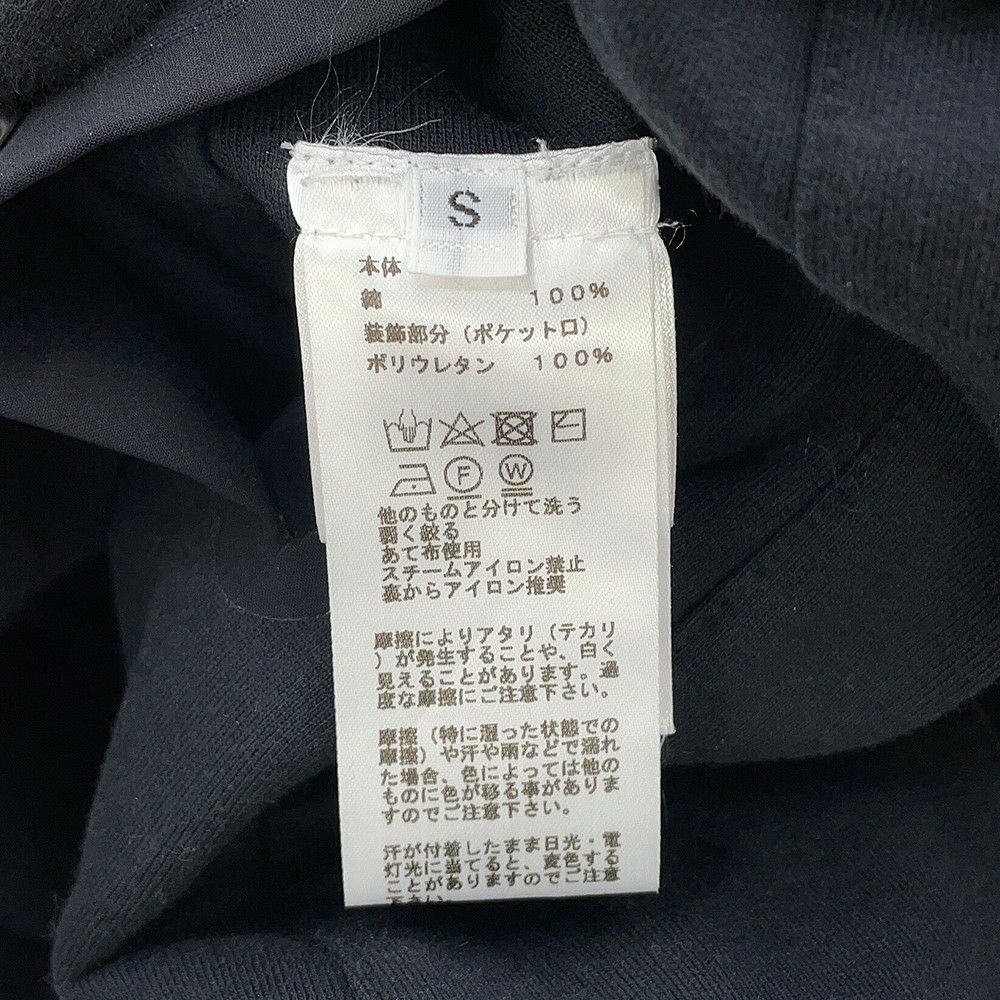 S
本体
綿 100%
装飾部分(ポケット口)
ポリウレタン 100%
F W
他のものと分けて洗う
弱く絞る
あて布使用
スチームアイロン禁止
裏からアイロン推奨
摩擦によりアタリ(テカリ
)が発生することや、白く
見えることがあります。過
度な摩擦にご注意下さい。
摩擦(特に湿った状態での
摩擦)や汗や雨などで濡れ
た場合、色によっては他の
ものに色が移る事がありま
すのでご注意下さい。
汗が付着したまま日光・電
灯光に当てると、変色する
ことがありますのでご注意
下さい。